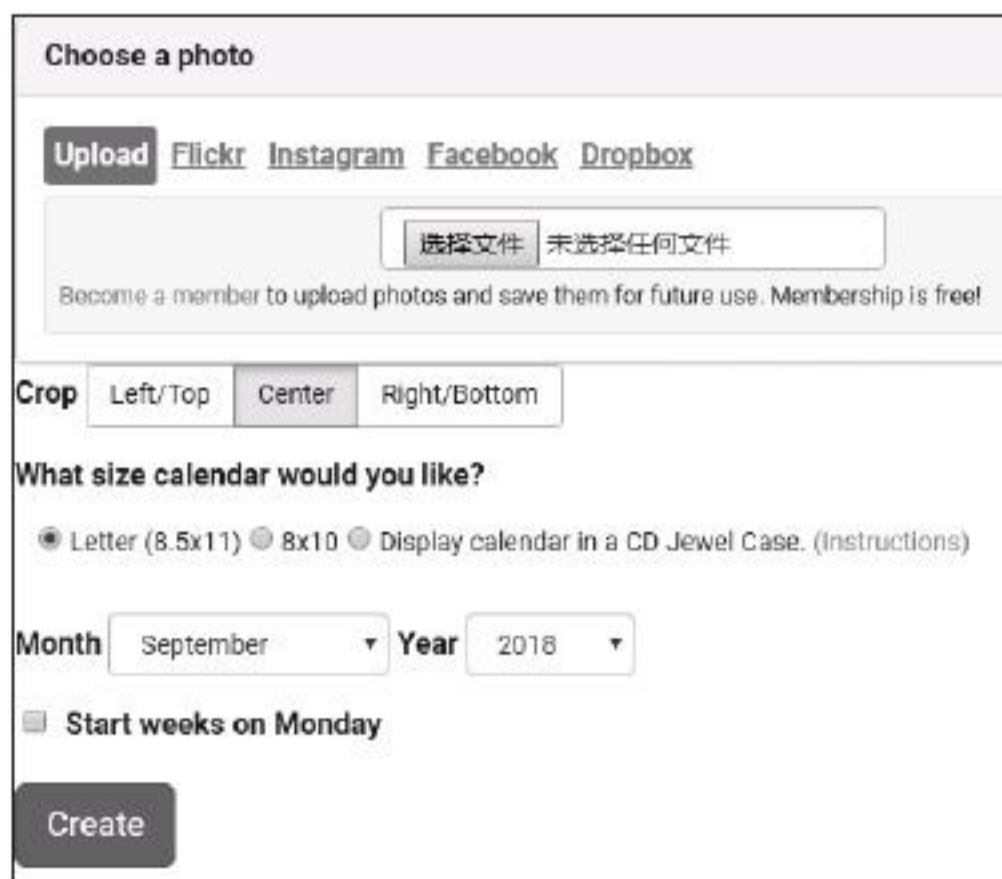 Choose a photo
Upload Flickr Instagram Facebook Dropbox
选择文件 未选择任何文件
Become a member to upload photos and save them for future use. Membership is free!
Crop Left/Top Center Right/Bottom
What size calendar would you like?
Letter (8.5x11) 8x10 Display calendar in a CD Jewel Case. (Instructions)
Month September Year 2018
Start weeks on Monday
Create